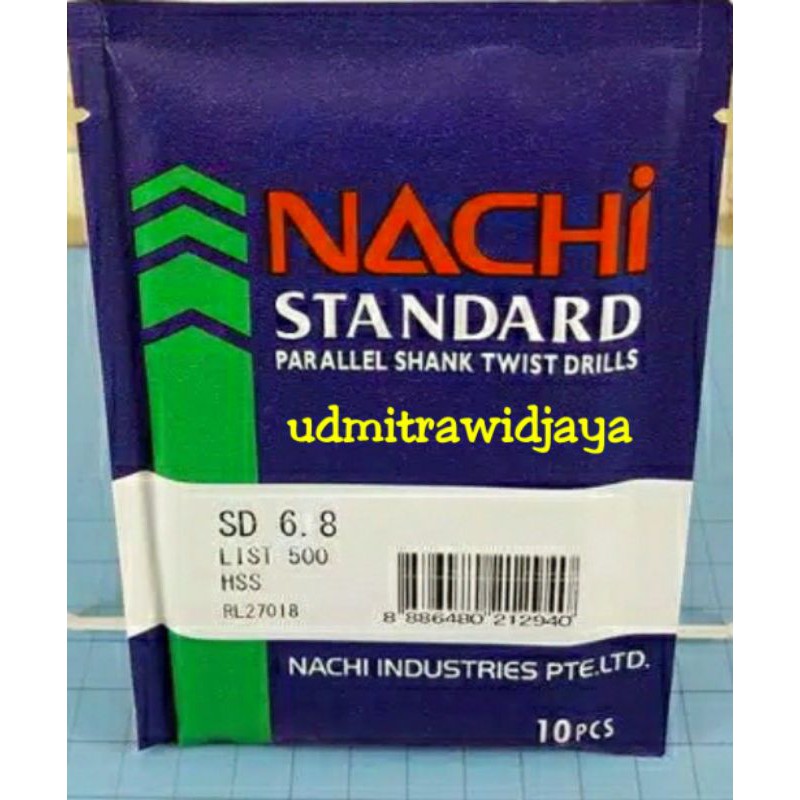 NACHi
STANDARD
PARALLEL SHANK TWIST DRILLS
udmitrawidjaya
SD 6.8
LIST 500
HSS
RL27018
8 886480 212940
NACHI INDUSTRIES PTE.LTD.
10PCS